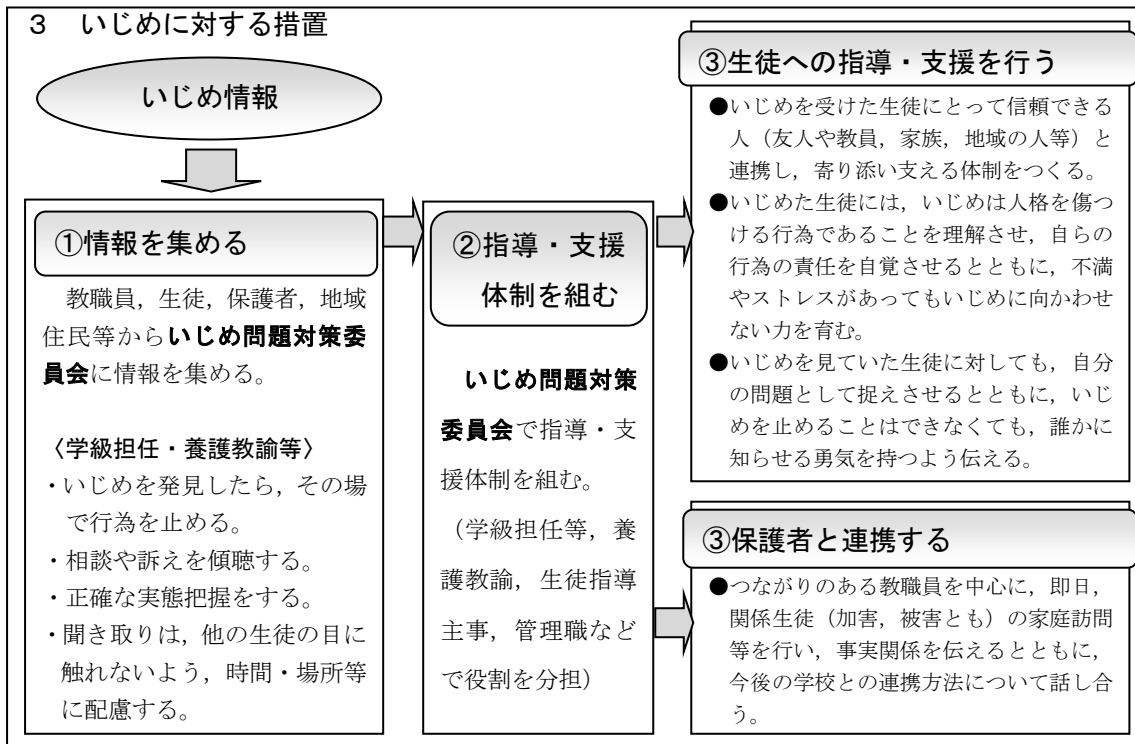 ３　いじめに対する措置
いじめ情報
①情報を集める
教職員，生徒，保護者，地域
住民等からいじめ問題対策委
員会に情報を集める。
〈学級担任・養護教諭等〉
・いじめを発見したら，その場
で行為を止める。
・相談や訴えを傾聴する。
・正確な実態把握をする。
・聞き取りは，他の生徒の目に
触れないよう，時間・場所等
に配慮する。
②指導・支援
体制を組む
いじめ問題対策
委員会で指導・支
援体制を組む。
（学級担任等，養
護教諭，生徒指導
主事，管理職など
で役割を分担）
③生徒への指導・支援を行う
●いじめを受けた生徒にとって信頼できる
人（友人や教員，家族，地域の人等）と
連携し，寄り添い支える体制をつくる。
●いじめた生徒には，いじめは人格を傷つ
ける行為であることを理解させ，自らの
行為の責任を自覚させるとともに，不満
やストレスがあってもいじめに向かわせ
ない力を育む。
●いじめを見ていた生徒に対しても，自分
の問題として捉えさせるとともに，いじ
めを止めることはできなくても，誰かに
知らせる勇気を持つよう伝える。
③保護者と連携する
●つながりのある教職員を中心に，即日，
関係生徒（加害，被害とも）の家庭訪問
等を行い，事実関係を伝えるとともに，
今後の学校との連携方法について話し合
う。